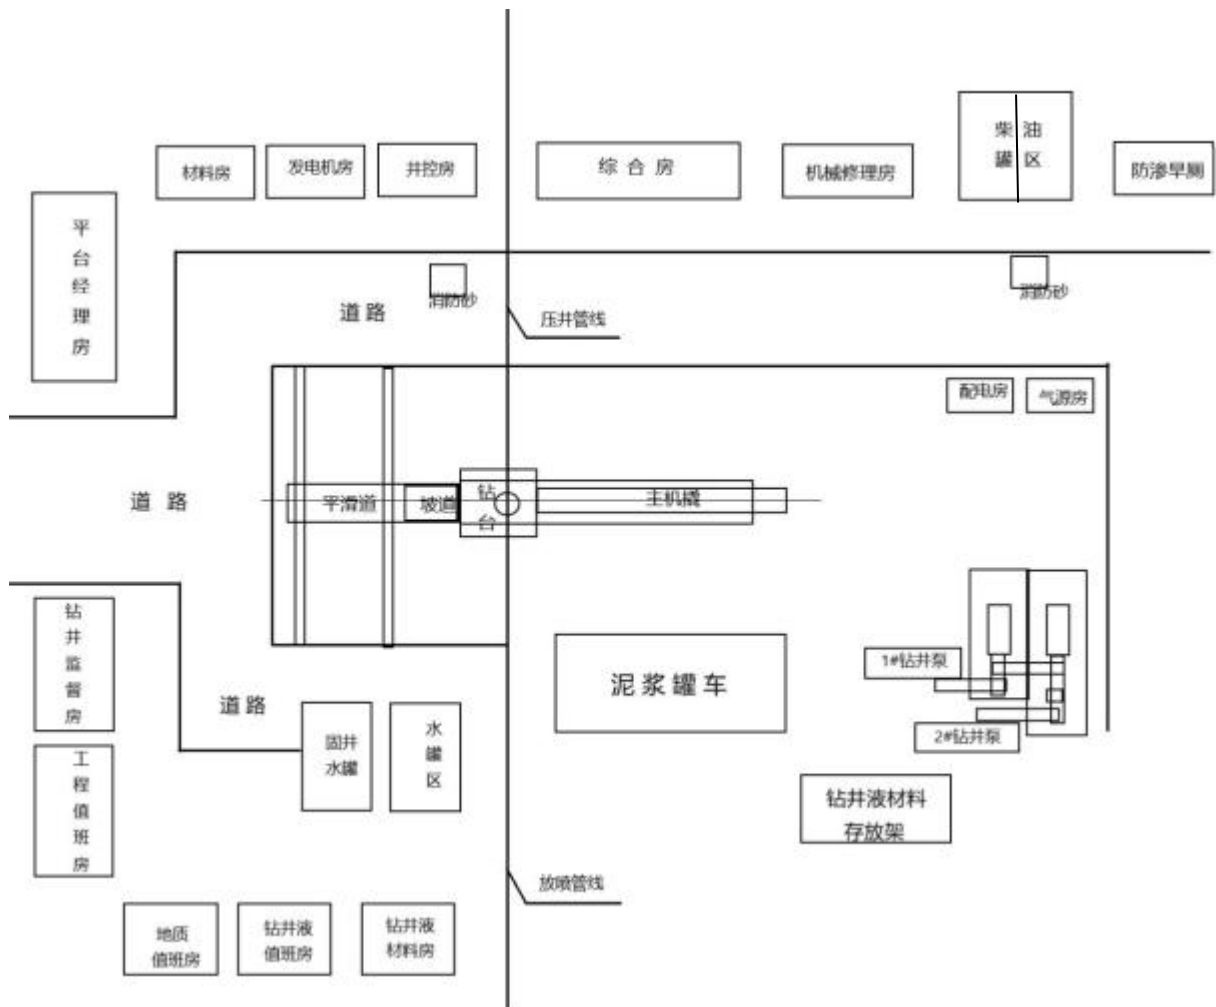 柴 油
罐 区
材料房
发电机房
井控房
综 合 房
机械修理房
防渗旱厕
平
台
经
理
房
消防砂
消防砂
道 路
压井管线
配电房
气源房
道 路
平滑道
坡道
钻
台
主机撬
钻
井
监
督
房
1#钻井泵
泥 浆 罐 车
道 路
2#钻井泵
固井
水罐
水
罐
区
工
程
值
班
房
钻井液材料
存放架
放喷管线
地质
值班房
钻井液
值班房
钻井液
材料房